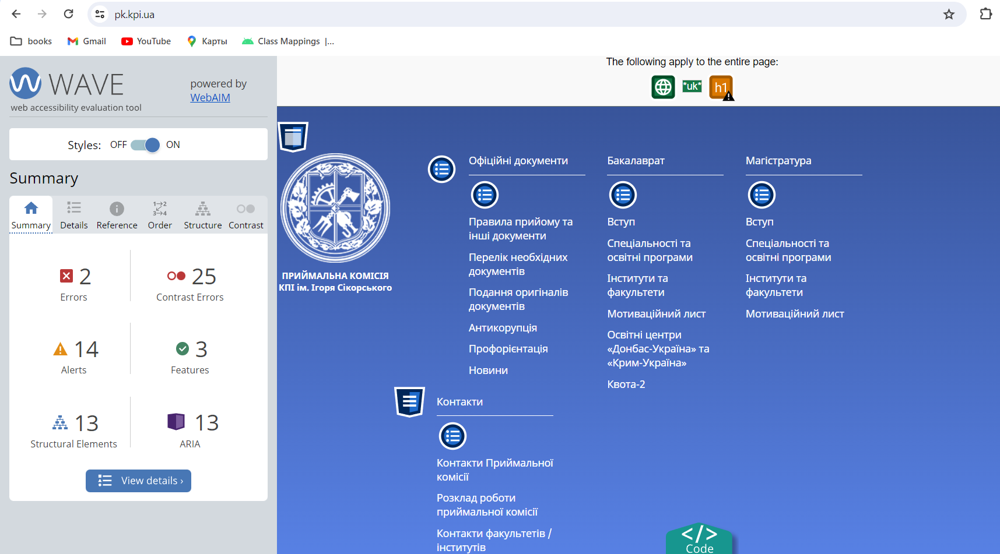 pk.kpi.ua
books
Gmail
YouTube
Карты
Class Mappings |...
WAVE
web accessibility evaluation tool
powered by
WebAIM
Styles: OFF ON
Summary
Summary Details Reference Order Structure Contrast
2
Errors
25
Contrast Errors
14
Alerts
3
Features
13
Structural Elements
13
ARIA
View details ›
The following apply to the entire page:
*uk*
h1
ПРИЙМАЛЬНА КОМІСІЯ
КПІ ім. Ігоря Сікорського
Офіційні документи
Правила прийому та
інші документи
Перелік необхідних
документів
Подання оригіналів
документів
Антикорупція
Профорієнтація
Новини
Бакалаврат
Вступ
Спеціальності та
освітні програми
Інститути та
факультети
Мотиваційний лист
Освітні центри
«Донбас-Україна» та
«Крим-Україна»
Квота-2
Магістратура
Вступ
Спеціальності та
освітні програми
Інститути та
факультети
Мотиваційний лист
Контакти
Контакти Приймальної
комісії
Розклад роботи
приймальної комісії
Контакти факультетів /
інститутів
</>
Code